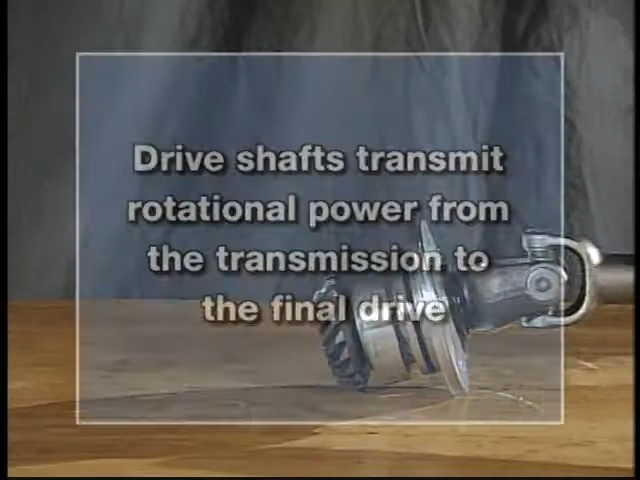 Drive shafts transmit
rotational power from
the transmission to
the final drive